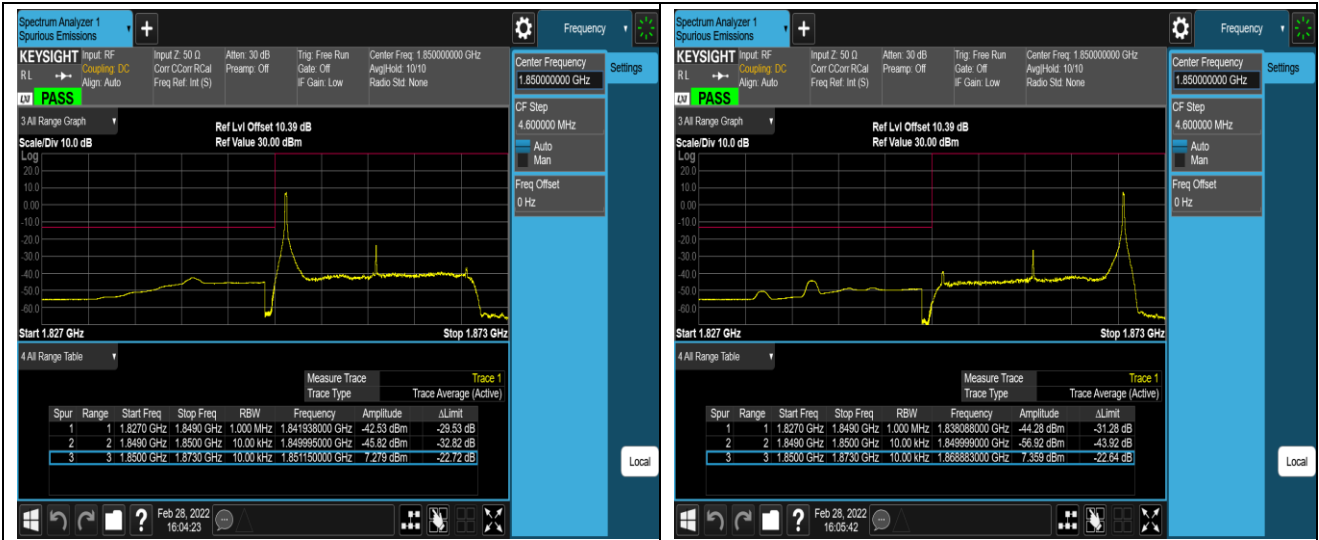 Spectrum Analyzer 1
Spurious Emissions
Frequency
KEYSIGHT Input: RF Input Z: 50 Ω Atten: 30 dB Trig: Free Run Center Freq: 1.850000000 GHz
RL Coupling: DC Corr CCorr RCal Preamp: Off Gate: Off Avg|Hold: 10/10
Align: Auto Freq Ref: Int (S) IF Gain: Low Radio Std: None
LXI PASS
Center Frequency
1.850000000 GHz
Settings
CF Step
4.600000 MHz
Auto
Man
Freq Offset
0 Hz
3 All Range Graph
Ref Lvl Offset 10.39 dB
Scale/Div 10.0 dB Ref Value 30.00 dBm
Log
20.0
10.0
0.00
-10.0
-20.0
-30.0
-40.0
-50.0
-60.0
Start 1.827 GHz Stop 1.873 GHz
4 All Range Table
Measure Trace Trace 1
Trace Type Trace Average (Active)
Spur Range Start Freq Stop Freq RBW Frequency Amplitude ΔLimit
1 1 1.8270 GHz 1.8490 GHz 1.000 MHz 1.841938000 GHz -42.53 dBm -29.53 dB
2 2 1.8490 GHz 1.8500 GHz 10.00 kHz 1.849995000 GHz -45.82 dBm -32.82 dB
3 3 1.8500 GHz 1.8730 GHz 10.00 kHz 1.851150000 GHz 7.279 dBm -22.72 dB
Local
Feb 28, 2022
16:04:23
Spectrum Analyzer 1
Spurious Emissions
Frequency
KEYSIGHT Input: RF Input Z: 50 Ω Atten: 30 dB Trig: Free Run Center Freq: 1.850000000 GHz
RL Coupling: DC Corr CCorr RCal Preamp: Off Gate: Off Avg|Hold: 10/10
Align: Auto Freq Ref: Int (S) IF Gain: Low Radio Std: None
LXI PASS
Center Frequency
1.850000000 GHz
Settings
CF Step
4.600000 MHz
Auto
Man
Freq Offset
0 Hz
3 All Range Graph
Ref Lvl Offset 10.39 dB
Scale/Div 10.0 dB Ref Value 30.00 dBm
Log
20.0
10.0
0.00
-10.0
-20.0
-30.0
-40.0
-50.0
-60.0
Start 1.827 GHz Stop 1.873 GHz
4 All Range Table
Measure Trace Trace 1
Trace Type Trace Average (Active)
Spur Range Start Freq Stop Freq RBW Frequency Amplitude ΔLimit
1 1 1.8270 GHz 1.8490 GHz 1.000 MHz 1.838088000 GHz -44.28 dBm -31.28 dB
2 2 1.8490 GHz 1.8500 GHz 10.00 kHz 1.849999000 GHz -56.92 dBm -43.92 dB
3 3 1.8500 GHz 1.8730 GHz 10.00 kHz 1.868883000 GHz 7.359 dBm -22.64 dB
Local
Feb 28, 2022
16:05:42